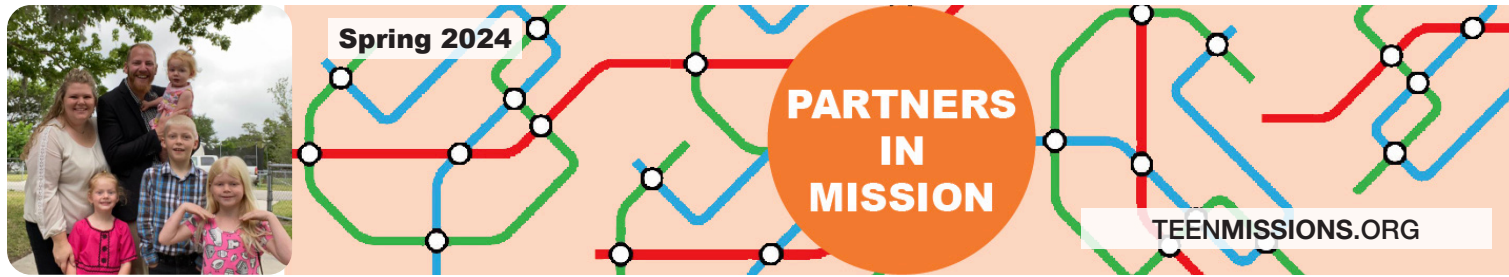 Spring 2024
PARTNERS
IN
MISSION
TEENMISSIONS.ORG